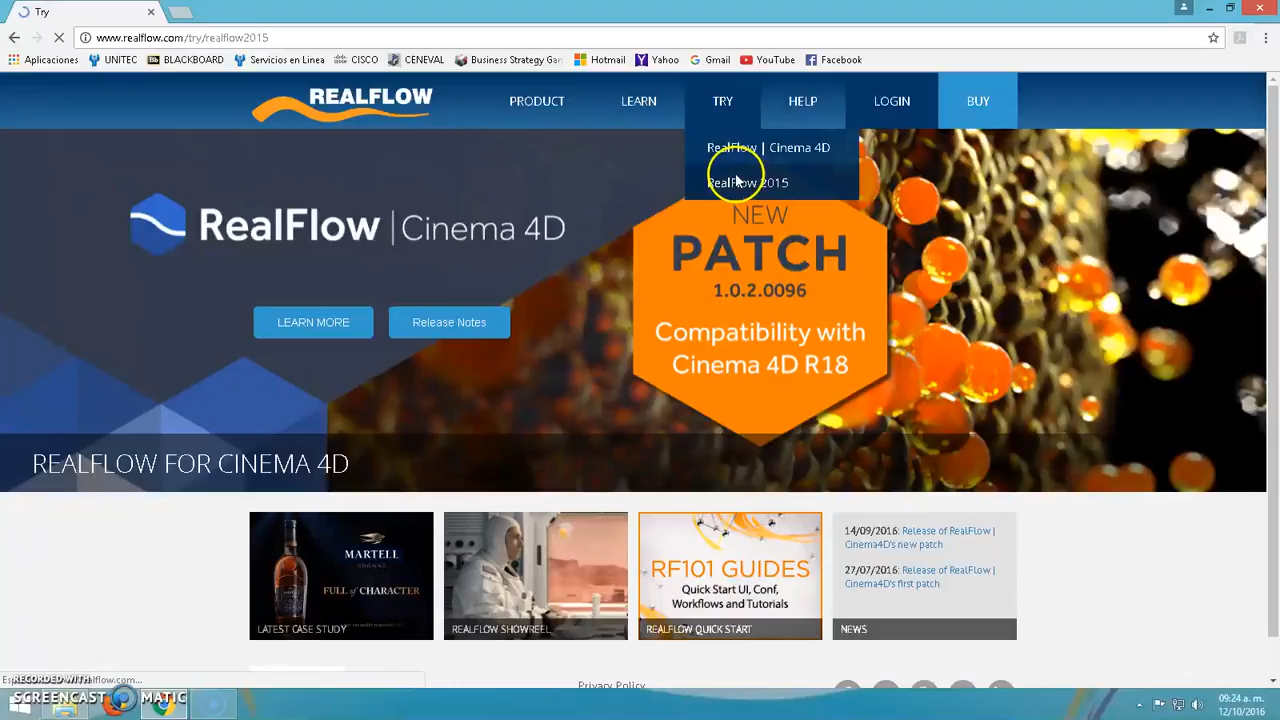 Try
www.realflow.com/try/realflow2015
Aplicaciones UNITEC BLACKBOARD Servicios en Linea CISCO CENEVAL Business Strategy Gan Hotmail Yahoo Gmail YouTube Facebook
REALFLOW PRODUCT LEARN TRY HELP LOGIN BUY
RealFlow | Cinema 4D
RealFlow 2015
RealFlow | Cinema 4D
NEW
PATCH
1.0.2.0096
Compatibility with
Cinema 4D R18
LEARN MORE Release Notes
REALFLOW FOR CINEMA 4D
MARTELL
COGNAC
FULL of CHARACTER
LATEST CASE STUDY
REALFLOW SHOWREEL
RF101 GUIDES
Quick Start UI, Conf,
Workflows and Tutorials
REALFLOW QUICK START
14/09/2016: Release of RealFlow |
Cinema4D's new patch
27/07/2016: Release of RealFlow |
Cinema4D's first patch
NEWS
Privacy Policy
RECORDED WITH
SCREENCAST MATIC
09:24 a. m.
12/10/2016